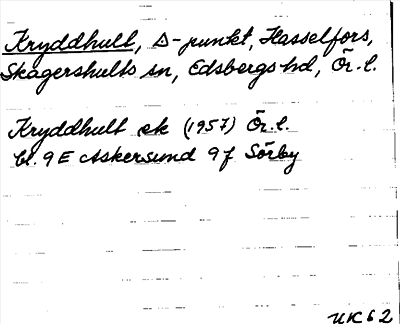 Kryddhult, △-punkt, Hasselfors,
Skagershults sn, Edsbergs hd, Ör. l.
Kryddhult ek (1957) Ör. l.
bl. 9 E Askersund 9 f Sörby
UK 62